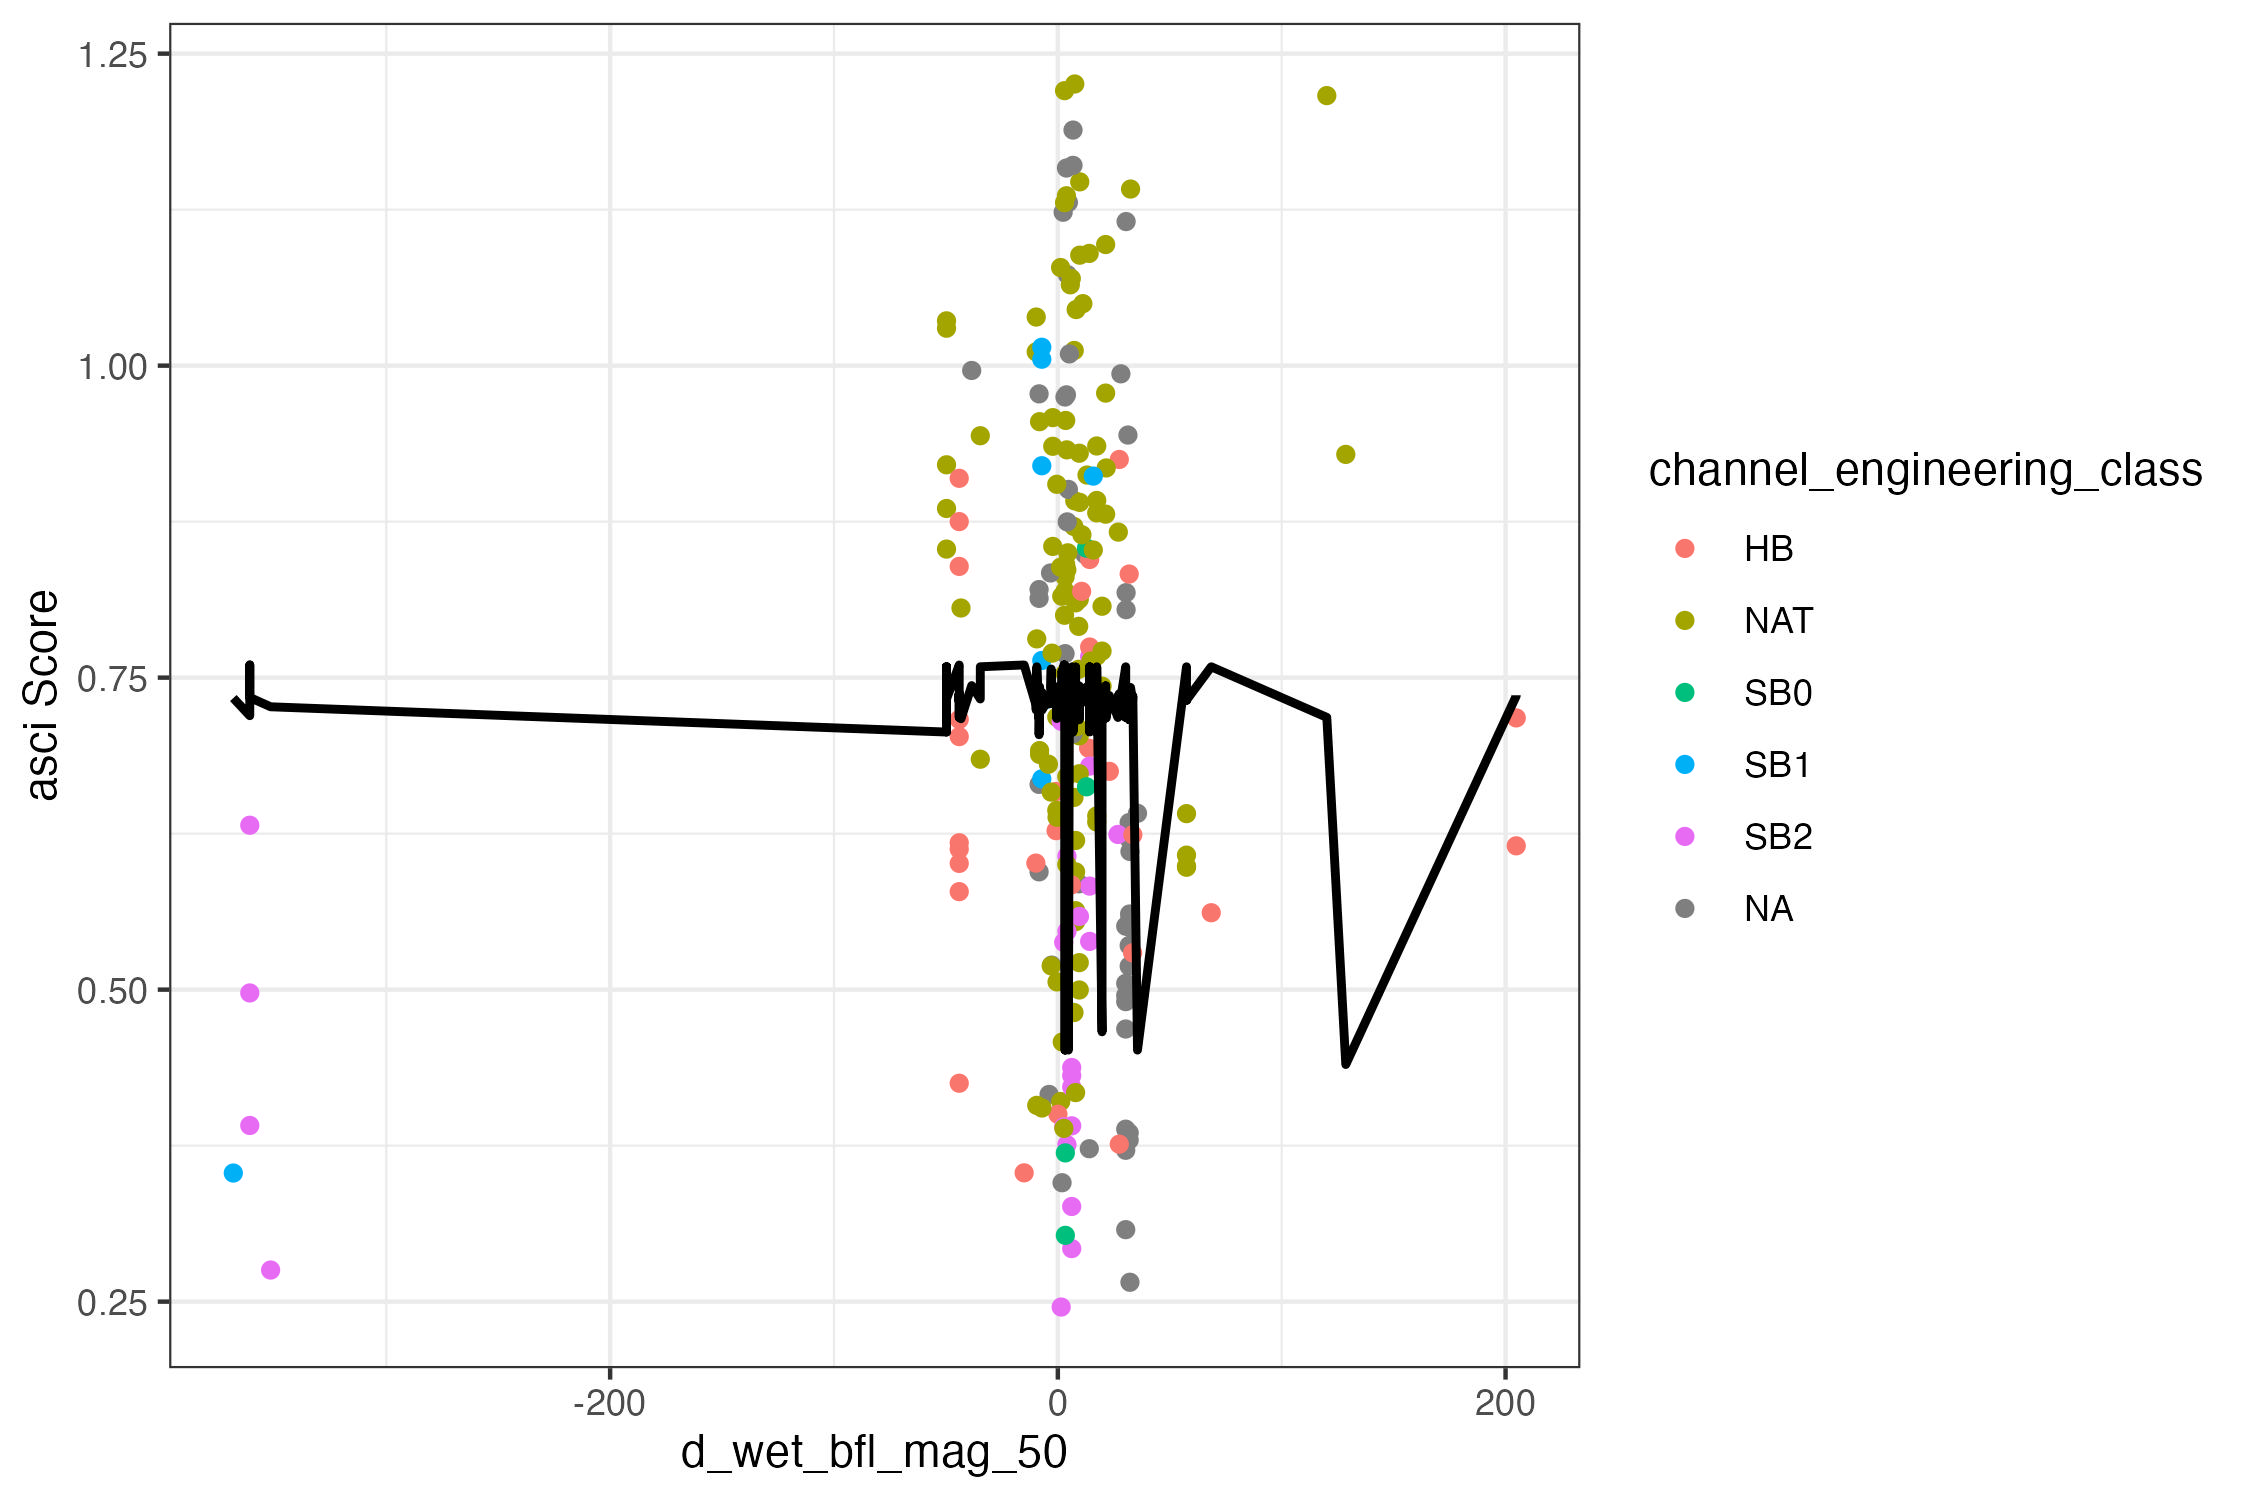 1.25
1.00
0.75
0.50
0.25
asci Score
-200
0
200
d_wet_bfl_mag_50
channel_engineering_class
HB
NAT
SB0
SB1
SB2
NA